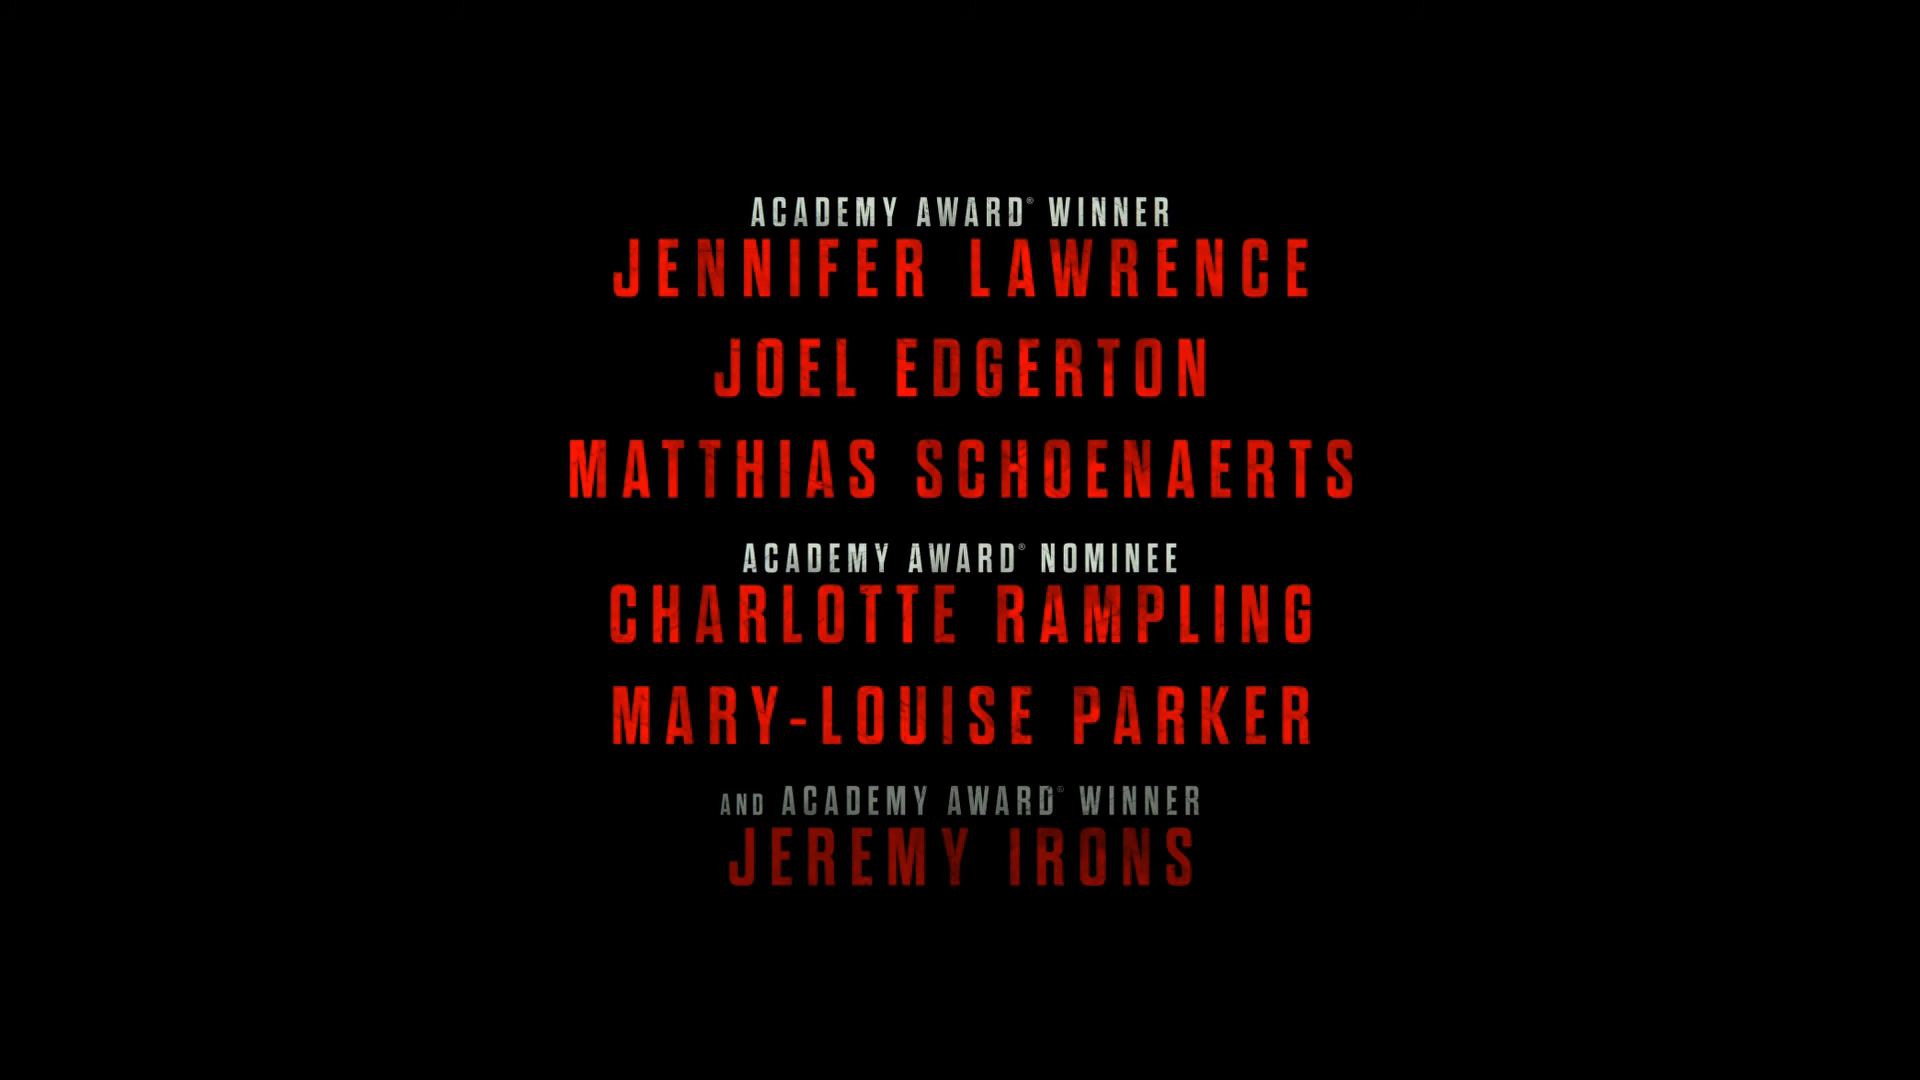 ACADEMY AWARD® WINNER
JENNIFER LAWRENCE
JOEL EDGERTON
MATTHIAS SCHOENAERTS
ACADEMY AWARD® NOMINEE
CHARLOTTE RAMPLING
MARY-LOUISE PARKER
AND ACADEMY AWARD® WINNER
JEREMY IRONS